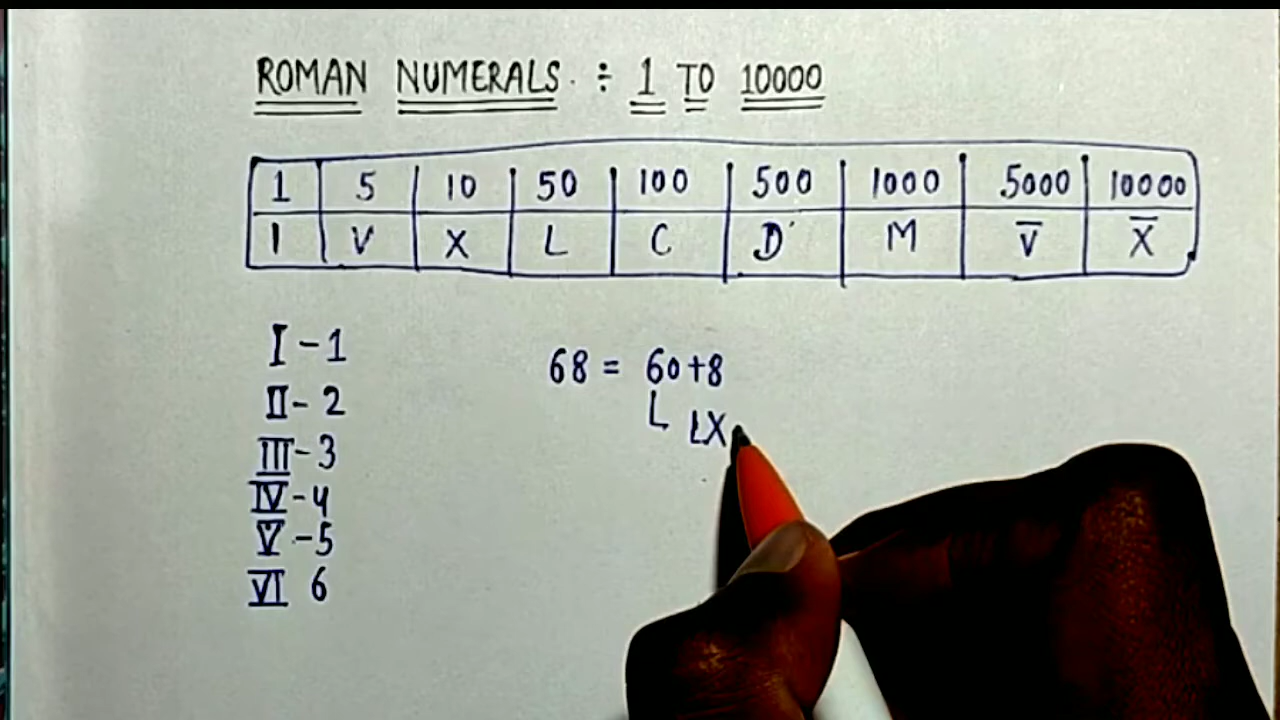 ROMAN NUMERALS ÷ 1 TO 10000
1 5 10 50 100 500 1000 5000 10000
I V X L C D M V̅ X̅
I - 1
II - 2
III - 3
IV - 4
V - 5
VI 6
68 = 60+8
L
LX